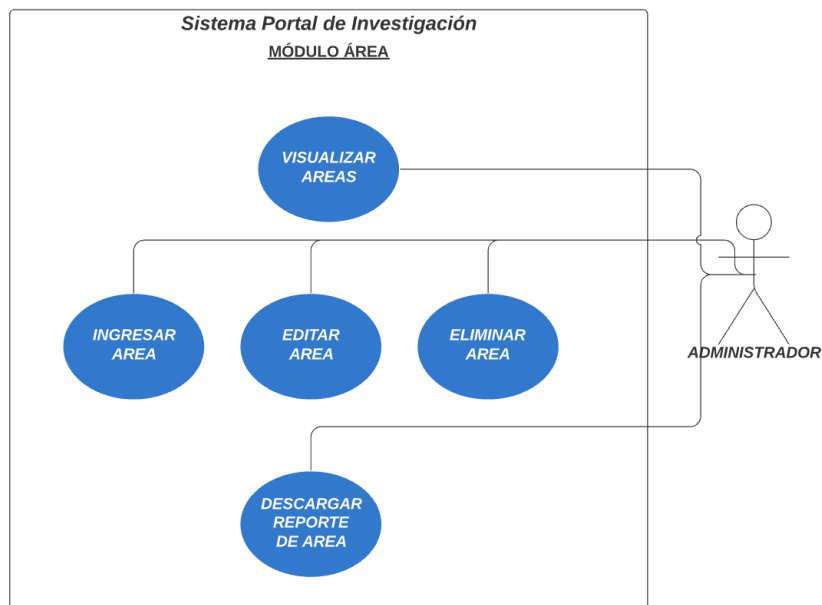 Sistema Portal de Investigación
MÓDULO ÁREA
VISUALIZAR
AREAS
INGRESAR
AREA
EDITAR
AREA
ELIMINAR
AREA
ADMINISTRADOR
DESCARGAR
REPORTE
DE AREA